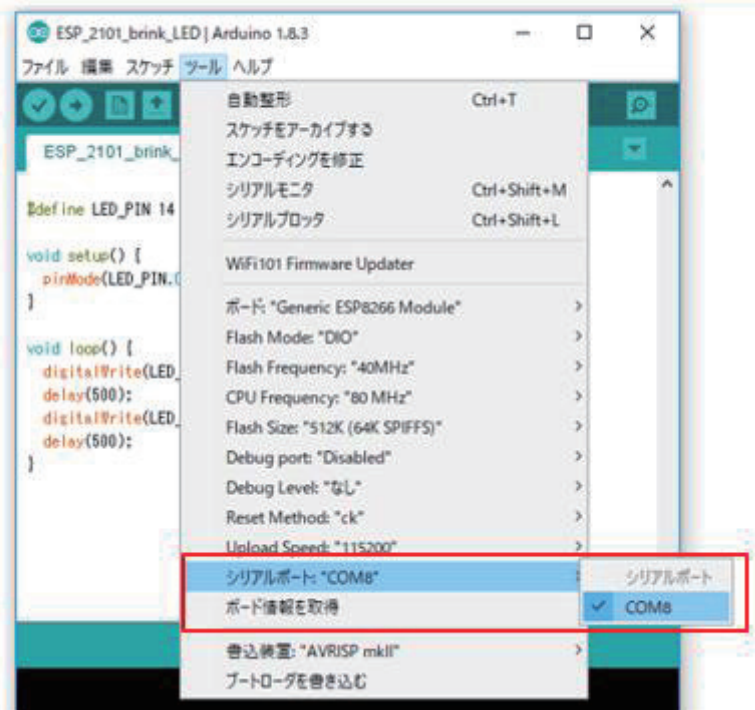 ESP_2101_brink_LED | Arduino 1.8.3
ファイル 編集 スケッチ ツール ヘルプ
ESP_2101_brink_
#define LED_PIN 14
void setup() {
pinMode(LED_PIN,
}
void loop() {
digitalWrite(LED_
delay(500);
digitalWrite(LED_
delay(500);
}
自動整形 Ctrl+T
スケッチをアーカイブする
エンコーディングを修正
シリアルモニタ Ctrl+Shift+M
シリアルプロッタ Ctrl+Shift+L
WiFi101 Firmware Updater
ボード: "Generic ESP8266 Module"
Flash Mode: "DIO"
Flash Frequency: "40MHz"
CPU Frequency: "80 MHz"
Flash Size: "512K (64K SPIFFS)"
Debug port: "Disabled"
Debug Level: "なし"
Reset Method: "ck"
Upload Speed: "115200"
シリアルポート: "COM8"
ボード情報を取得
書込装置: "AVRISP mkII"
ブートローダを書き込む
シリアルポート
COM8